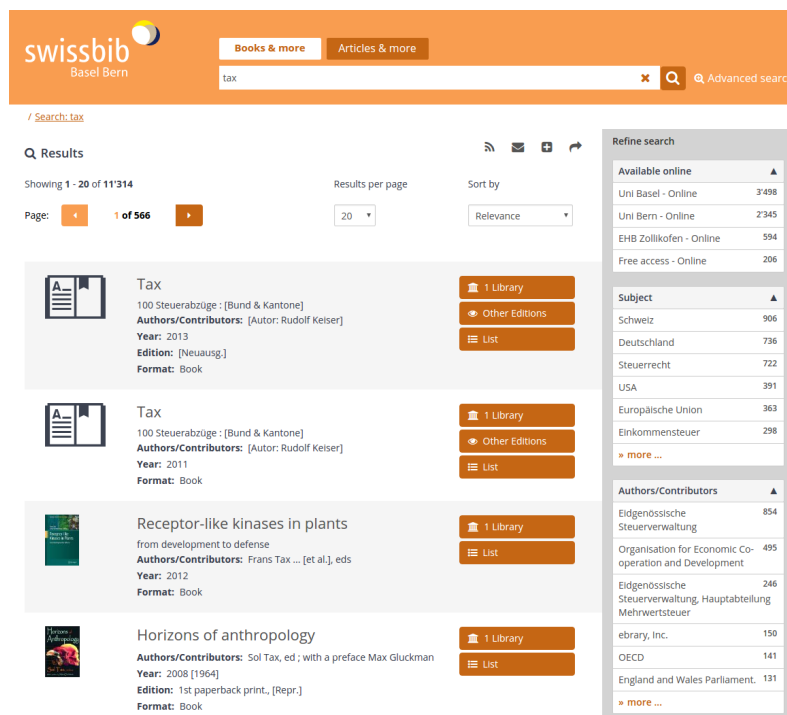 swissbib
Basel Bern
Books & more
Articles & more
tax
Advanced searc
/ Search: tax
Results
Showing 1 - 20 of 11'314
Results per page
Sort by
Page:
1 of 566
20
Relevance
Tax
100 Steuerabzüge : [Bund & Kantone]
Authors/Contributors: [Autor: Rudolf Keiser]
Year: 2013
Edition: [Neuausg.]
Format: Book
1 Library
Other Editions
List
Tax
100 Steuerabzüge : [Bund & Kantone]
Authors/Contributors: [Autor: Rudolf Keiser]
Year: 2011
Format: Book
1 Library
Other Editions
List
Receptor-like kinases in plants
from development to defense
Authors/Contributors: Frans Tax ... [et al.], eds
Year: 2012
Format: Book
1 Library
List
Horizons of anthropology
Authors/Contributors: Sol Tax, ed ; with a preface Max Gluckman
Year: 2008 [1964]
Edition: 1st paperback print., [Repr.]
Format: Book
1 Library
List
Horizons of
Anthropology
Refine search
Available online
Uni Basel - Online 3'498
Uni Bern - Online 2'345
EHB Zollikofen - Online 594
Free access - Online 206
Subject
Schweiz 906
Deutschland 736
Steuerrecht 722
USA 391
Europäische Union 363
Einkommensteuer 298
» more ...
Authors/Contributors
Eidgenössische 854
Steuerverwaltung
Organisation for Economic Co- 495
operation and Development
Eidgenössische 246
Steuerverwaltung, Hauptabteilung
Mehrwertsteuer
ebrary, Inc. 150
OECD 141
England and Wales Parliament. 131
» more ...